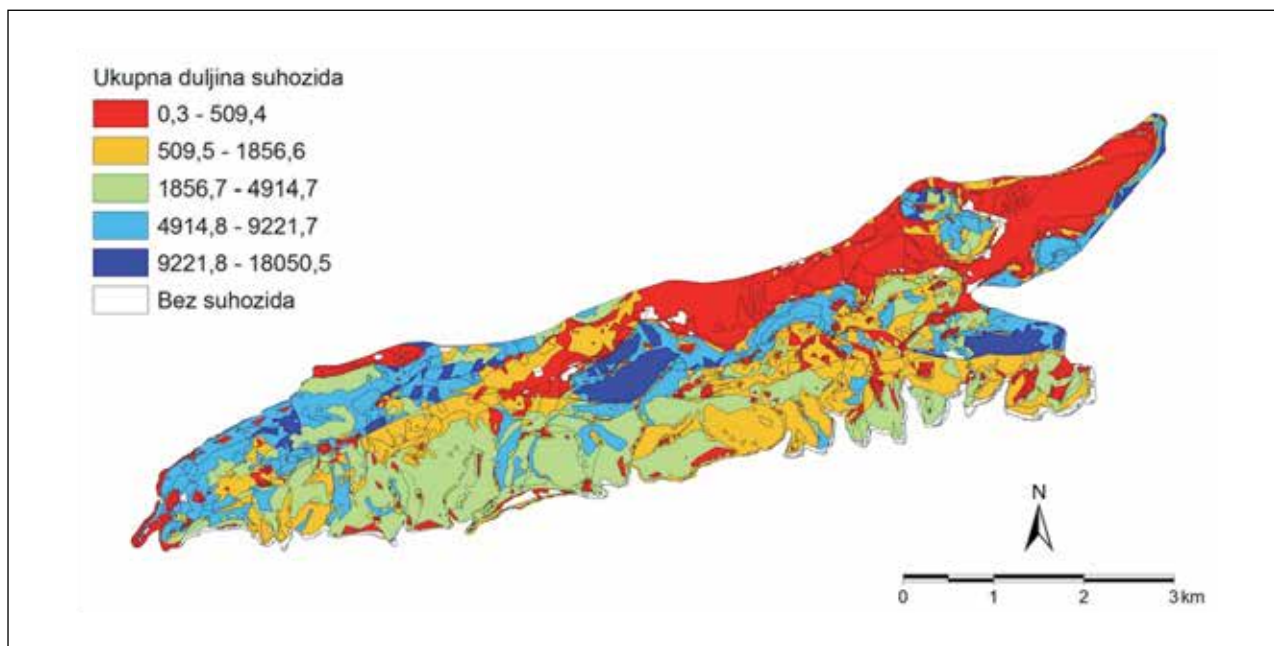 Ukupna duljina suhozida
0,3 - 509,4
509,5 - 1856,6
1856,7 - 4914,7
4914,8 - 9221,7
9221,8 - 18050,5
Bez suhozida
N
0 1 2 3 km